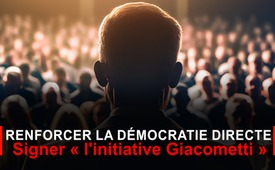 RENFORCER LA DÉMOCRATIE DIRECTE
Signer « l'initiative Giacometti »